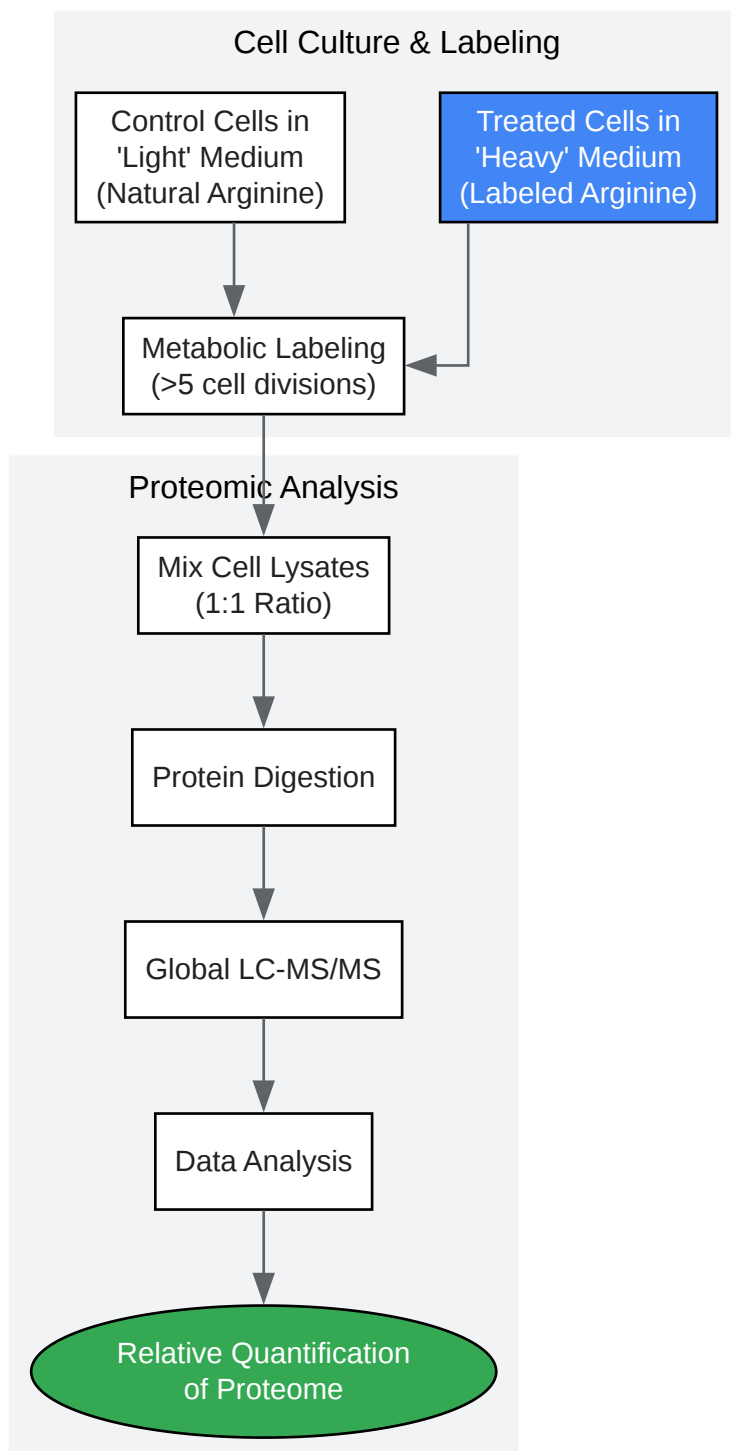 Cell Culture & Labeling
Control Cells in
'Light' Medium
(Natural Arginine)
Treated Cells in
'Heavy' Medium
(Labeled Arginine)
Metabolic Labeling
(>5 cell divisions)
Proteomic Analysis
Mix Cell Lysates
(1:1 Ratio)
Protein Digestion
Global LC-MS/MS
Data Analysis
Relative Quantification
of Proteome